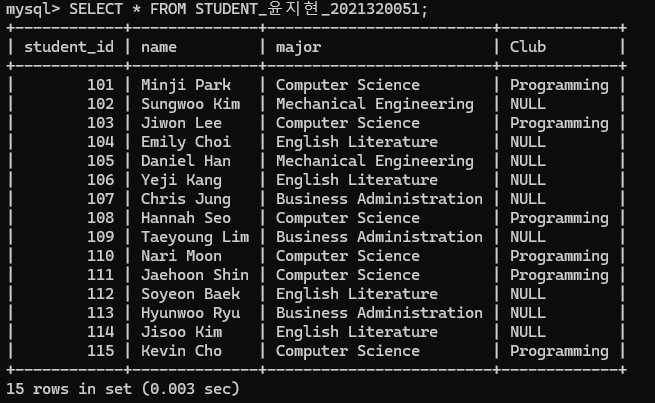 mysql> SELECT * FROM STUDENT_윤지현_2021320051;
+------------+--------------+-------------------------+-------------+
| student_id | name         | major                   | Club        |
+------------+--------------+-------------------------+-------------+
|        101 | Minji Park   | Computer Science        | Programming |
|        102 | Sungwoo Kim  | Mechanical Engineering  | NULL        |
|        103 | Jiwon Lee    | Computer Science        | Programming |
|        104 | Emily Choi   | English Literature      | NULL        |
|        105 | Daniel Han   | Mechanical Engineering  | NULL        |
|        106 | Yeji Kang    | English Literature      | NULL        |
|        107 | Chris Jung   | Business Administration | NULL        |
|        108 | Hannah Seo   | Computer Science        | Programming |
|        109 | Taeyoung Lim | Business Administration | NULL        |
|        110 | Nari Moon    | Computer Science        | Programming |
|        111 | Jaehoon Shin | Computer Science        | Programming |
|        112 | Soyeon Baek  | English Literature      | NULL        |
|        113 | Hyunwoo Ryu  | Business Administration | NULL        |
|        114 | Jisoo Kim    | English Literature      | NULL        |
|        115 | Kevin Cho    | Computer Science        | Programming |
+------------+--------------+-------------------------+-------------+
15 rows in set (0.003 sec)